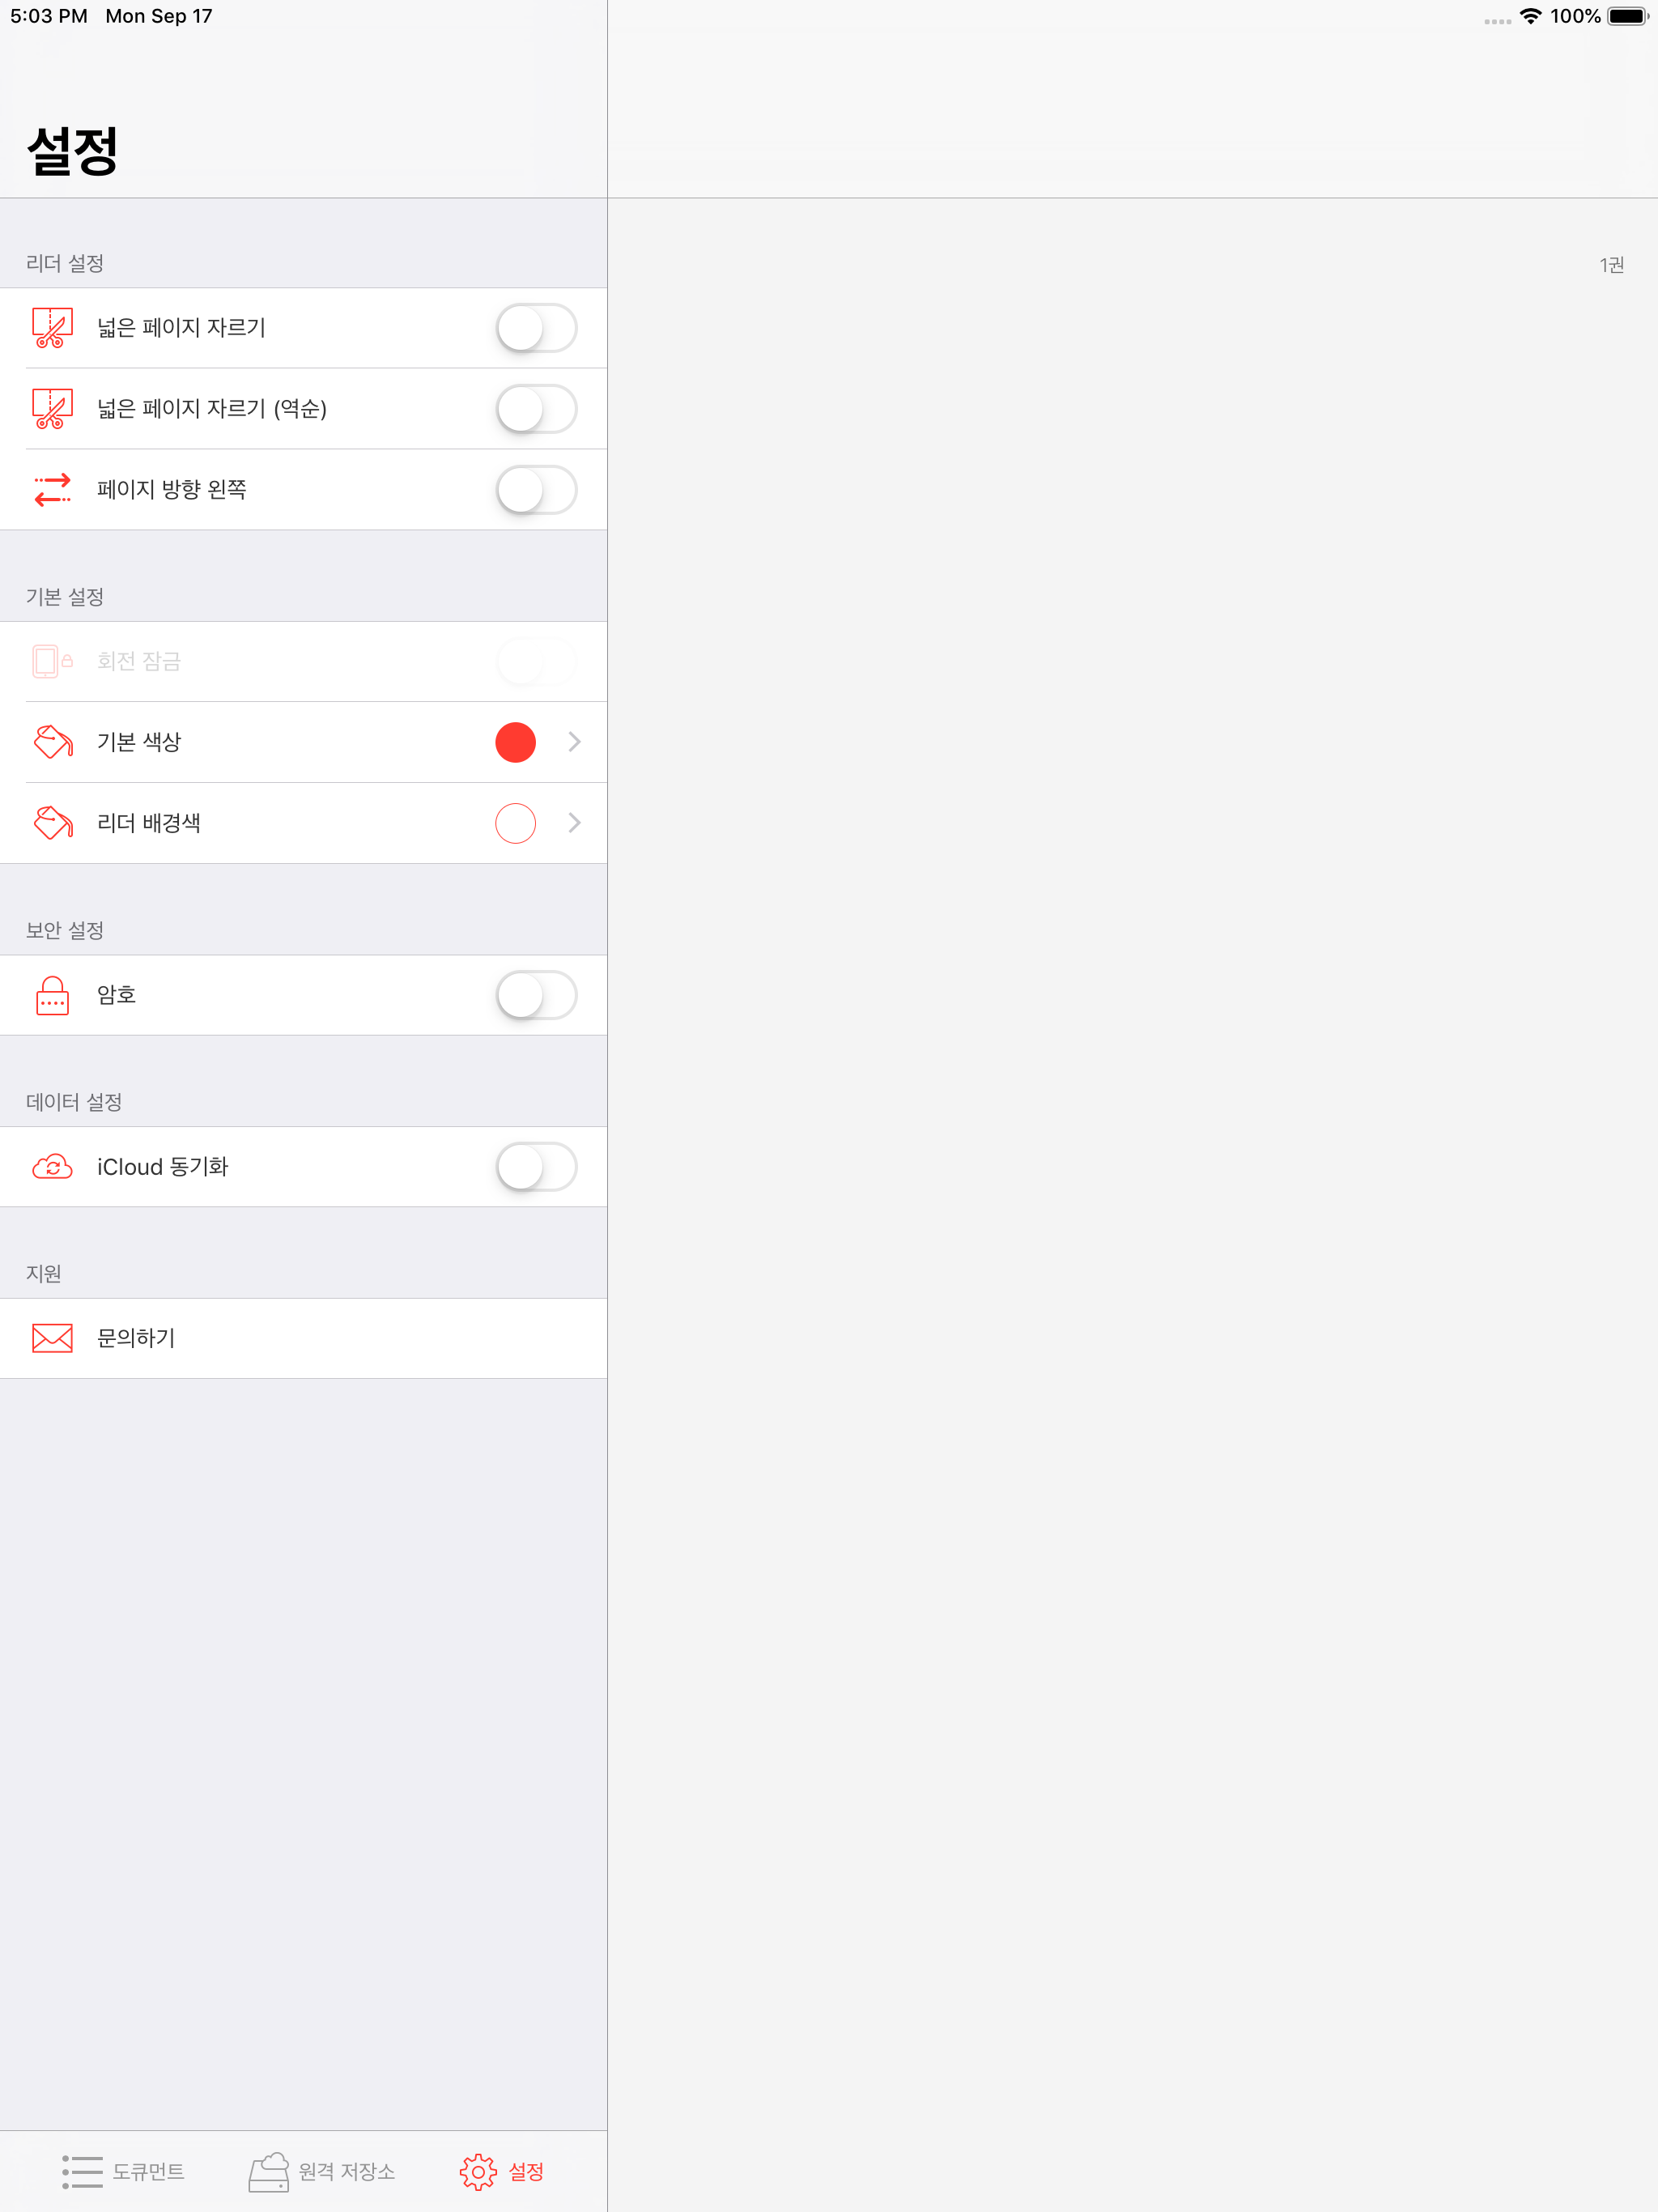 5:03 PM Mon Sep 17
100%
설정
리더 설정
1권
넓은 페이지 자르기
넓은 페이지 자르기 (역순)
페이지 방향 왼쪽
기본 설정
회전 잠금
기본 색상
리더 배경색
보안 설정
암호
데이터 설정
iCloud 동기화
지원
문의하기
도큐먼트
원격 저장소
설정